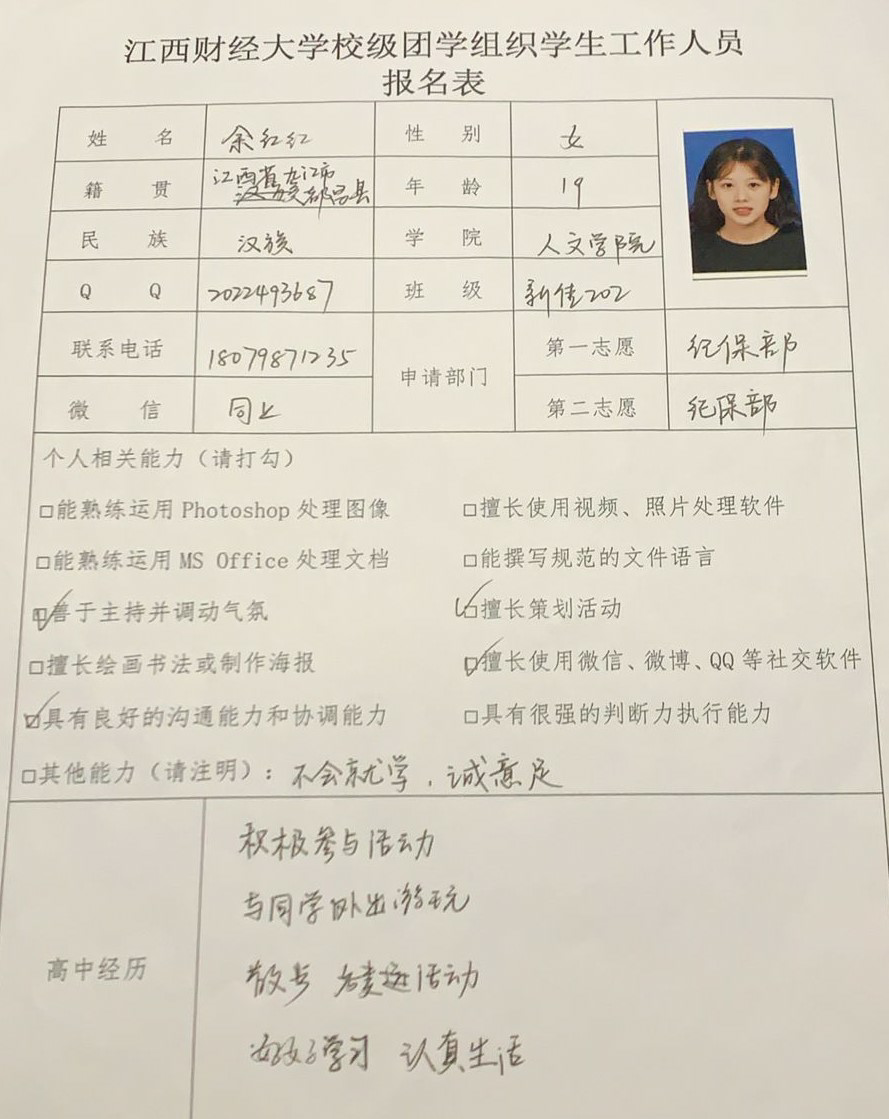 江西财经大学校级团学组织学生工作人员
报名表
姓 名 余红红 性 别 女
籍 贯 江西省九江市都昌县 年 龄 19
民 族 汉族 学 院 人文学院
Q Q 2022493687 班 级 新传202
联系电话 18079871235 申请部门 第一志愿 纪保部
微 信 同上 第二志愿 纪保部
个人相关能力（请打勾）
□能熟练运用 Photoshop 处理图像 □擅长使用视频、照片处理软件
□能熟练运用 MS Office 处理文档 □能撰写规范的文件语言
☑善于主持并调动气氛 ☑擅长策划活动
□擅长绘画书法或制作海报 ☑擅长使用微信、微博、QQ 等社交软件
☑具有良好的沟通能力和协调能力 □具有很强的判断力执行能力
□其他能力（请注明）：不会就学，诚意足
积极参与活动
与同学外出游玩
高中经历
散步 活动
好好学习 认真生活